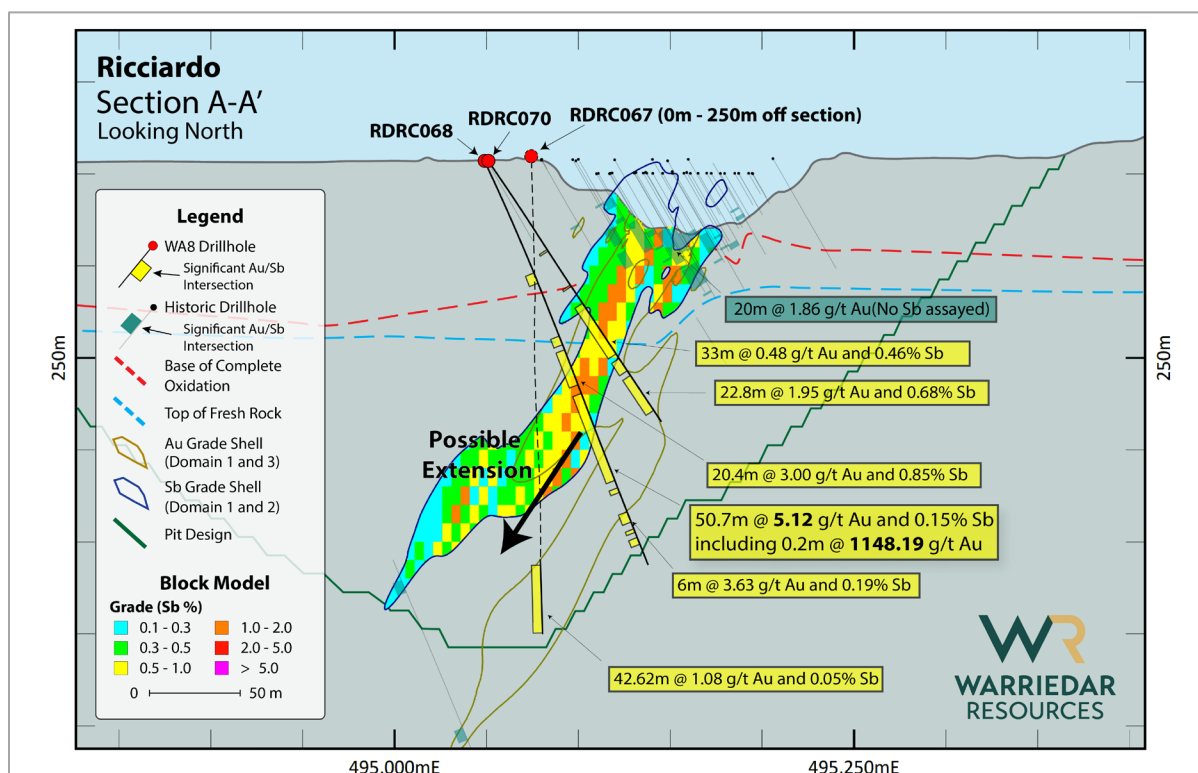 Ricciardo
Section A-A’
Looking North
RDRC068
RDRC070
RDRC067 (0m - 250m off section)
Legend
WA8 Drillhole
Significant Au/Sb
Intersection
Historic Drillhole
Significant Au/Sb
Intersection
Base of Complete
Oxidation
Top of Fresh Rock
Au Grade Shell
(Domain 1 and 3)
Sb Grade Shell
(Domain 1 and 2)
Pit Design
Block Model
Grade (Sb %)
0.1 - 0.3
1.0 - 2.0
0.3 - 0.5
2.0 - 5.0
0.5 - 1.0
> 5.0
0
50 m
250m
250m
Possible
Extension
20m @ 1.86 g/t Au(No Sb assayed)
33m @ 0.48 g/t Au and 0.46% Sb
22.8m @ 1.95 g/t Au and 0.68% Sb
20.4m @ 3.00 g/t Au and 0.85% Sb
50.7m @ 5.12 g/t Au and 0.15% Sb
including 0.2m @ 1148.19 g/t Au
6m @ 3.63 g/t Au and 0.19% Sb
42.62m @ 1.08 g/t Au and 0.05% Sb
WR
WARRIEDAR
RESOURCES
495,000mE
495,250mE